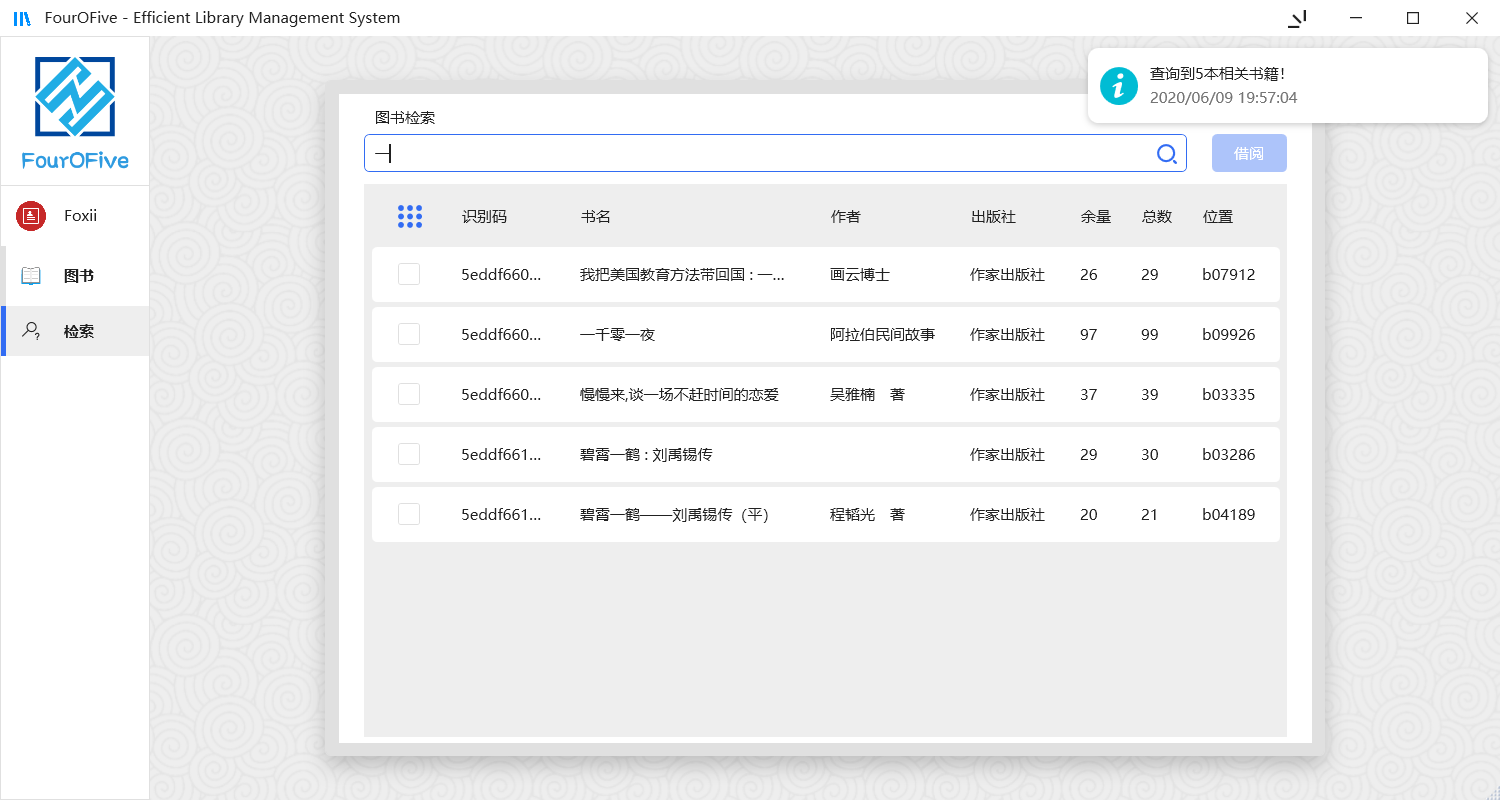 FourOFive - Efficient Library Management System
查询到5本相关书籍！
2020/06/09 19:57:04
FourOFive
Foxii
图书
检索
图书检索
一
借阅
识别码 书名 作者 出版社 余量 总数 位置
5eddf660... 我把美国教育方法带回国 : 一... 画云博士 作家出版社 26 29 b07912
5eddf660... 一千零一夜 阿拉伯民间故事 作家出版社 97 99 b09926
5eddf660... 慢慢来,谈一场不赶时间的恋爱 吴雅楠 著 作家出版社 37 39 b03335
5eddf661... 碧霄一鹤 : 刘禹锡传 作家出版社 29 30 b03286
5eddf661... 碧霄一鹤——刘禹锡传（平） 程韬光 著 作家出版社 20 21 b04189